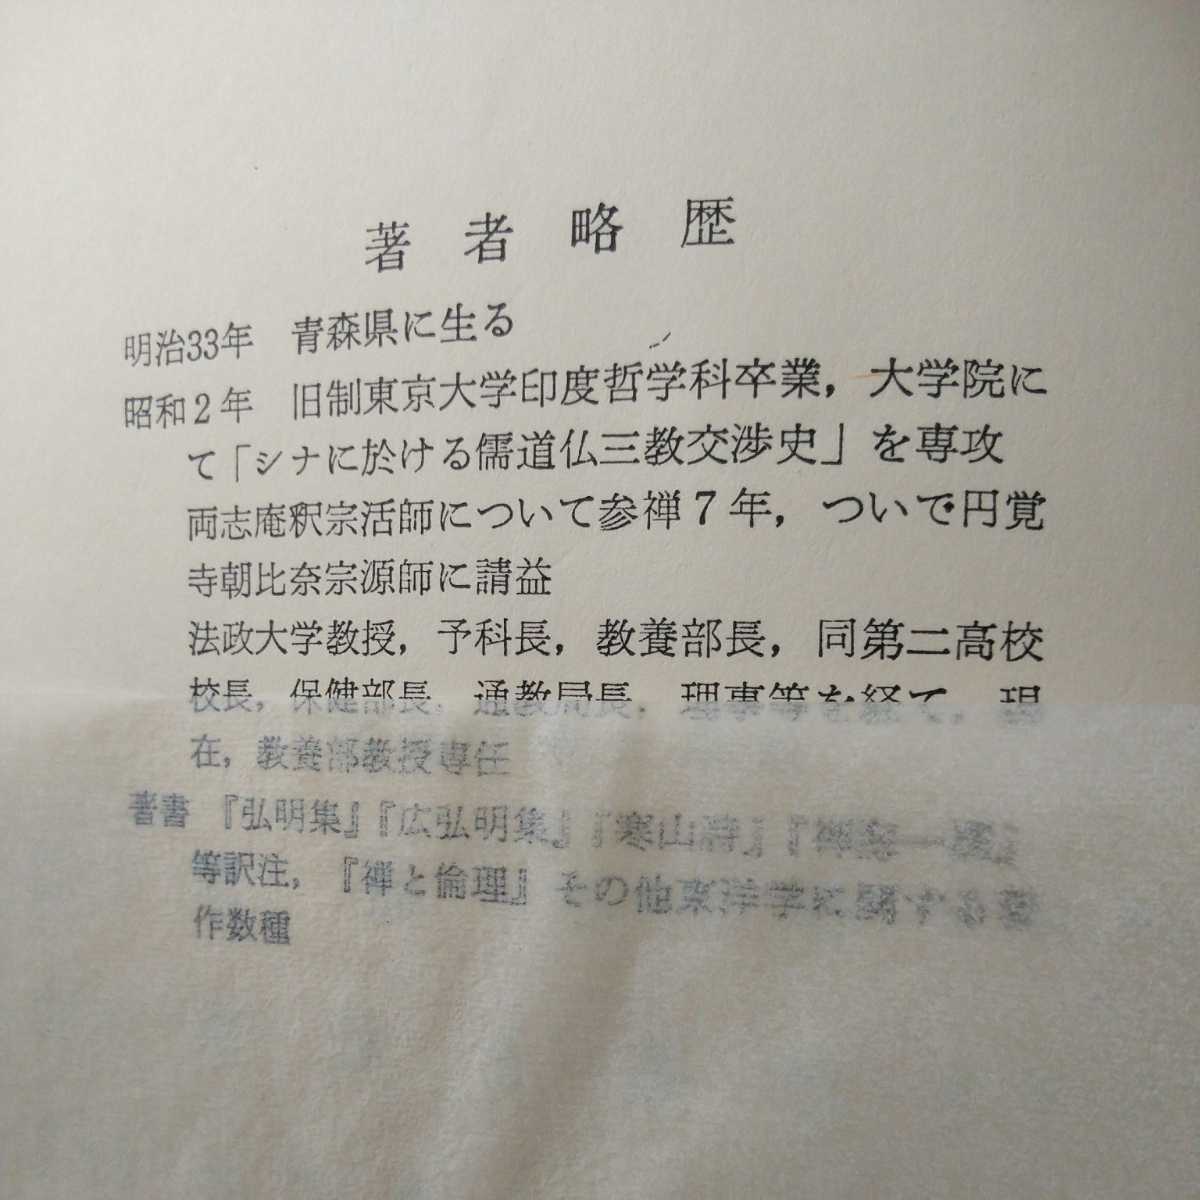 著者略歴
明治33年 青森県に生る
昭和2年 旧制東京大学印度哲学科卒業，大学院に
て「シナに於ける儒道仏三教交渉史」を専攻
両志庵釈宗活師について参禅7年，ついで円覚
寺朝比奈宗源師に請益
法政大学教授，予科長，教養部長，同第二高校
校長，保健部長，通教局長，理事等を経て，現
在，教養部教授専任
著書 『弘明集』『広弘明集』『寒山詩』
等訳注，『禅と倫理』その他東洋学に関する著
作数種